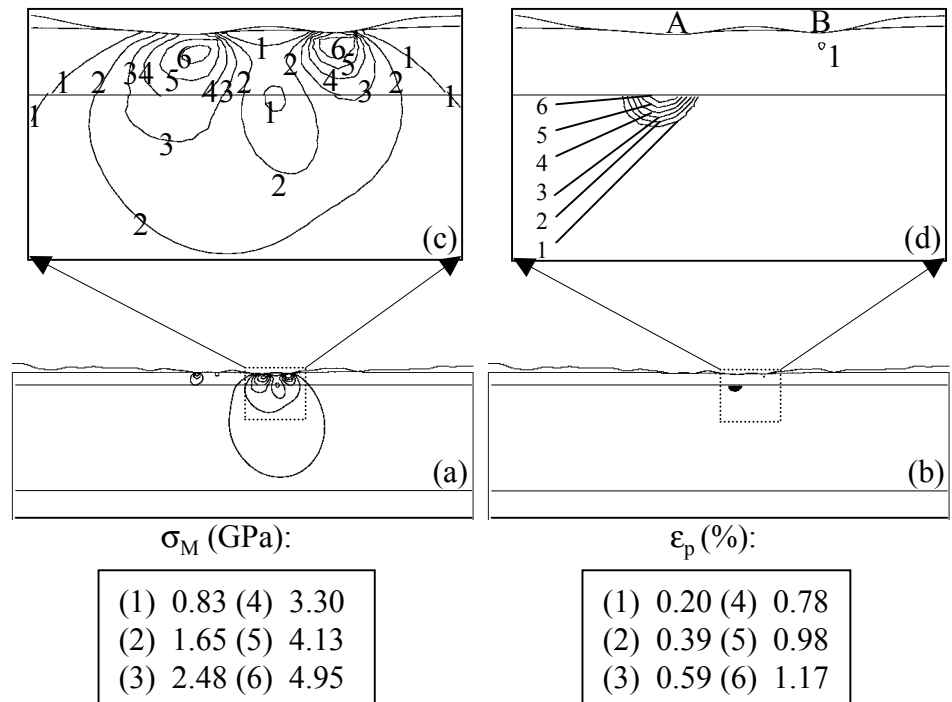 1 1 2 3 4 5 6 4 3 2 1 2 6 5 4 3 2 1 1
1
3
2
2
(c)
A B
1
6
5
4
3
2
1
(d)
(a)
(b)
σM (GPa):
(1) 0.83 (4) 3.30
(2) 1.65 (5) 4.13
(3) 2.48 (6) 4.95
εp (%):
(1) 0.20 (4) 0.78
(2) 0.39 (5) 0.98
(3) 0.59 (6) 1.17